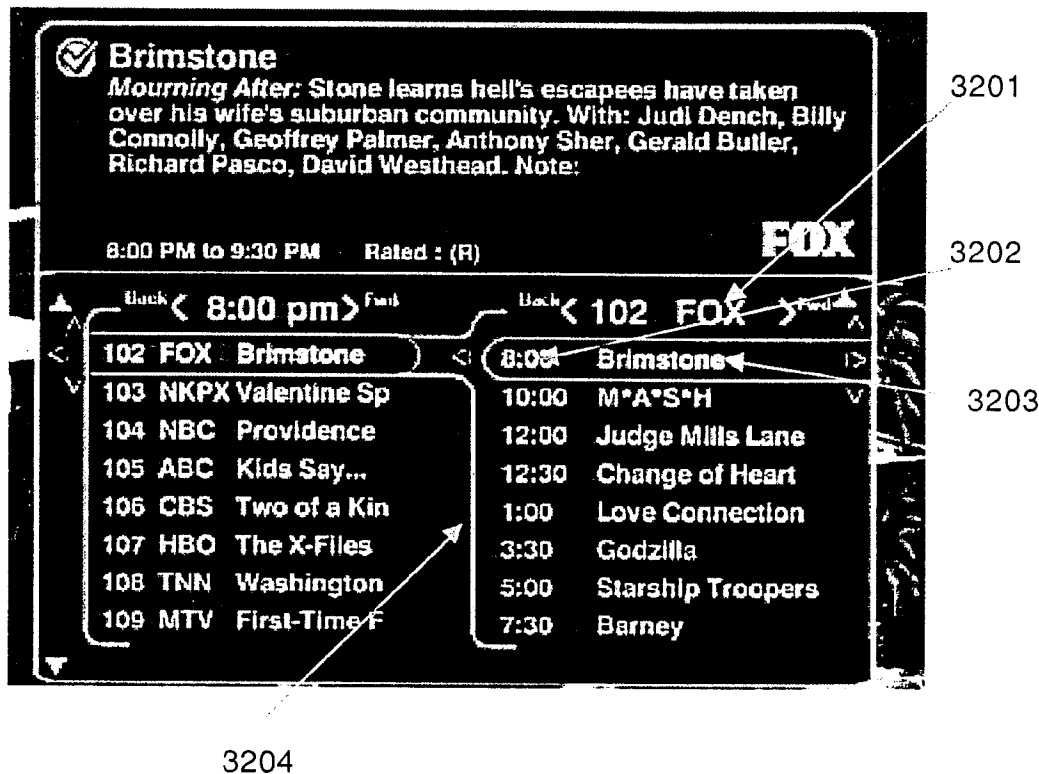 Brimstone
Mourning After: Stone learns hell's escapees have taken
over his wife's suburban community. With: Judi Dench, Billy
Connolly, Geoffrey Palmer, Anthony Sher, Gerald Butler,
Richard Pasco, David Westhead. Note:
8:00 PM to 9:30 PM Rated : (R)
FOX
Back < 8:00 pm > Fwd
102 FOX Brimstone
103 NKPX Valentine Sp
104 NBC Providence
105 ABC Kids Say...
106 CBS Two of a Kin
107 HBO The X-Files
108 TNN Washington
109 MTV First-Time F
Back < 102 FOX > Fwd
8:00 Brimstone
10:00 M*A*S*H
12:00 Judge Mills Lane
12:30 Change of Heart
1:00 Love Connection
3:30 Godzilla
5:00 Starship Troopers
7:30 Barney
3201
3202
3203
3204